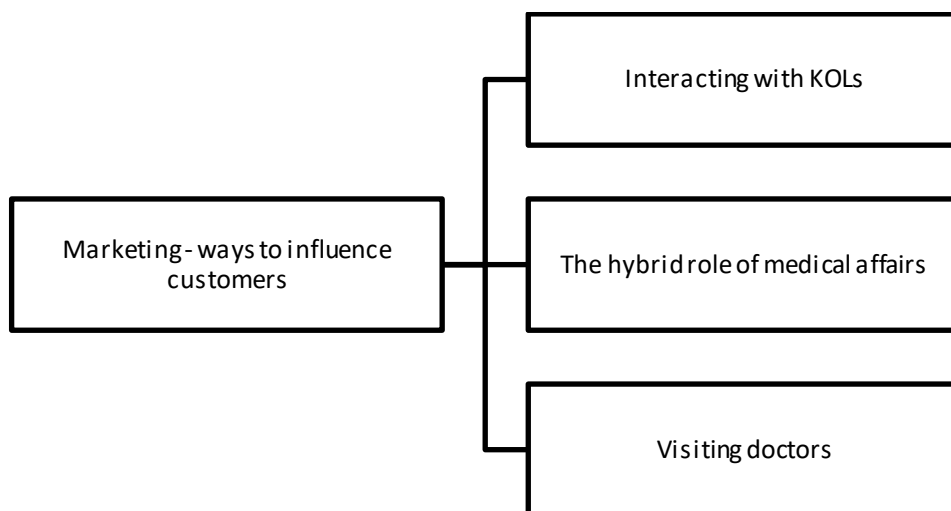 Interacting with KOLs
Marketing - ways to influence
customers
The hybrid role of medical affairs
Visiting doctors